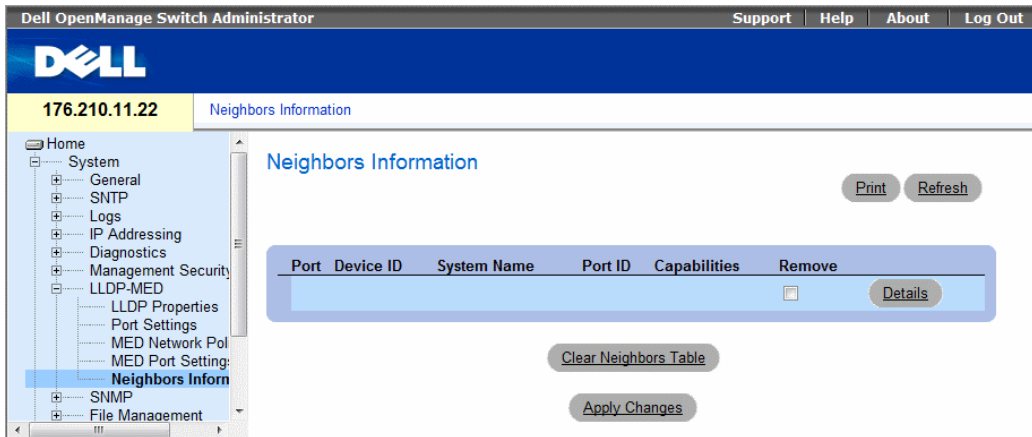 Dell OpenManage Switch Administrator
Support Help About Log Out
DELL
176.210.11.22
Neighbors Information
Home
System
General
SNTP
Logs
IP Addressing
Diagnostics
Management Security
LLDP-MED
LLDP Properties
Port Settings
MED Network Poli
MED Port Settings
Neighbors Inform
SNMP
File Management
Neighbors Information
Print Refresh
Port Device ID System Name Port ID Capabilities Remove
Details
Clear Neighbors Table
Apply Changes